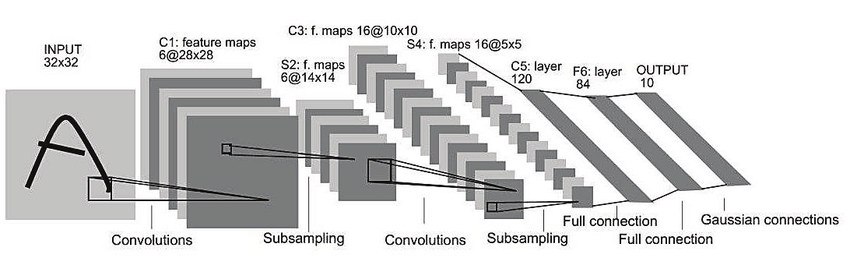 INPUT
32x32
C1: feature maps
6@28x28
S2: f. maps
6@14x14
C3: f. maps 16@10x10
S4: f. maps 16@5x5
C5: layer
120
F6: layer
84
OUTPUT
10
A
Convolutions
Subsampling
Convolutions
Subsampling
Full connection
Full connection
Gaussian connections